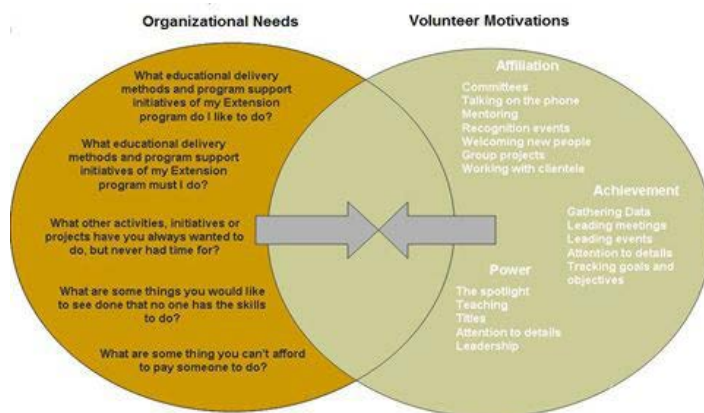 Organizational Needs
Volunteer Motivations
What educational delivery
methods and program support
initiatives of my Extension
program do I like to do?
What educational delivery
methods and program support
initiatives of my Extension
program must I do?
What other activities, initiatives or
projects have you always wanted to
do, but never had time for?
What are some things you would like
to see done that no one has the skills
to do?
What are some thing you can't afford
to pay someone to do?
Affiliation
Committees
Talking on the phone
Mentoring
Recognition events
Welcoming new people
Group projects
Working with clientele
Achievement
Gathering Data
Leading meetings
Leading events
Attention to details
Tracking goals and
objectives
Power
The spotlight
Teaching
Titles
Attention to details
Leadership